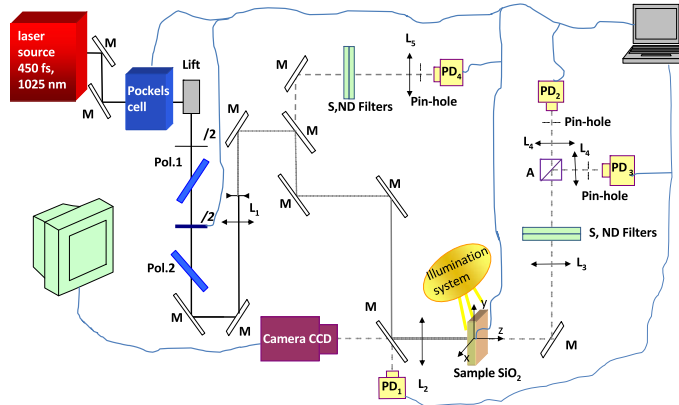 laser
source
450 fs,
1025 nm
M
M
Pockels
cell
Lift
/2
Pol.1
/2
Pol.2
M
M
M
L1
M
M
M
M
S,ND Filters
L5
PD4
Pin-hole
PD2
Pin-hole
L4
L4
A
PD3
Pin-hole
S, ND Filters
L3
M
Illumination
system
y
z
x
Sample SiO2
L2
M
PD1
Camera CCD